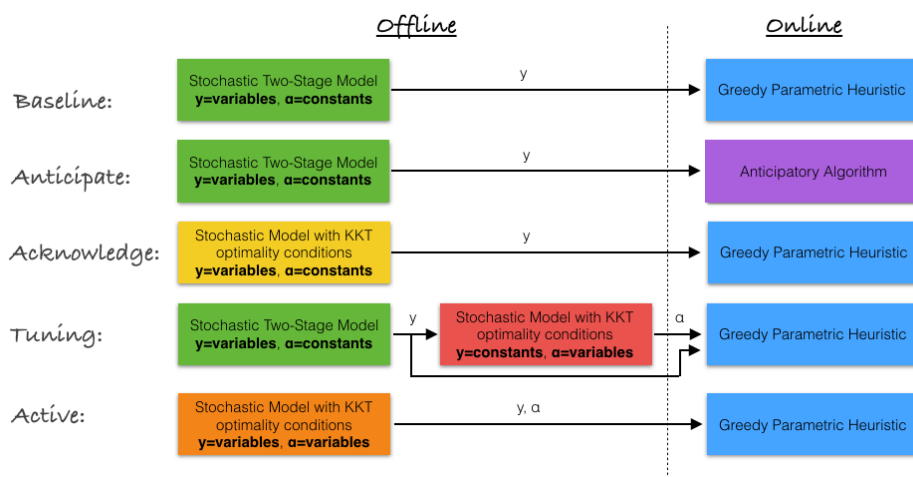 Offline
Online
Baseline:
Stochastic Two-Stage Model
y=variables, α=constants
y
Greedy Parametric Heuristic
Anticipate:
Stochastic Two-Stage Model
y=variables, α=constants
y
Anticipatory Algorithm
Acknowledge:
Stochastic Model with KKT
optimality conditions
y=variables, α=constants
y
Greedy Parametric Heuristic
Tuning:
Stochastic Two-Stage Model
y=variables, α=constants
y
Stochastic Model with KKT
optimality conditions
y=constants, α=variables
α
Greedy Parametric Heuristic
Active:
Stochastic Model with KKT
optimality conditions
y=variables, α=variables
y, α
Greedy Parametric Heuristic